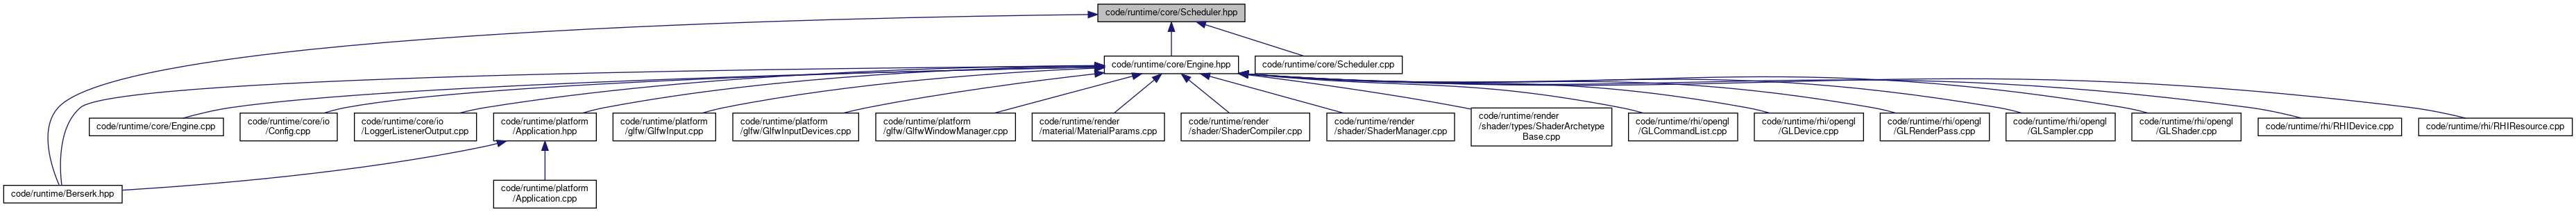 code/runtime/core/Scheduler.hpp
code/runtime/core/Engine.hpp
code/runtime/core/Scheduler.cpp
code/runtime/core/Engine.cpp
code/runtime/core/io
/Config.cpp
code/runtime/core/io
/LoggerListenerOutput.cpp
code/runtime/platform
/Application.hpp
code/runtime/platform
/glfw/GlfwInput.cpp
code/runtime/platform
/glfw/GlfwInputDevices.cpp
code/runtime/platform
/glfw/GlfwWindowManager.cpp
code/runtime/render
/material/MaterialParams.cpp
code/runtime/render
/shader/ShaderCompiler.cpp
code/runtime/render
/shader/ShaderManager.cpp
code/runtime/render
/shader/types/ShaderArchetype
Base.cpp
code/runtime/rhi/opengl
/GLCommandList.cpp
code/runtime/rhi/opengl
/GLDevice.cpp
code/runtime/rhi/opengl
/GLRenderPass.cpp
code/runtime/rhi/opengl
/GLSampler.cpp
code/runtime/rhi/opengl
/GLShader.cpp
code/runtime/rhi/RHIDevice.cpp
code/runtime/rhi/RHIResource.cpp
code/runtime/Berserk.hpp
code/runtime/platform
/Application.cpp